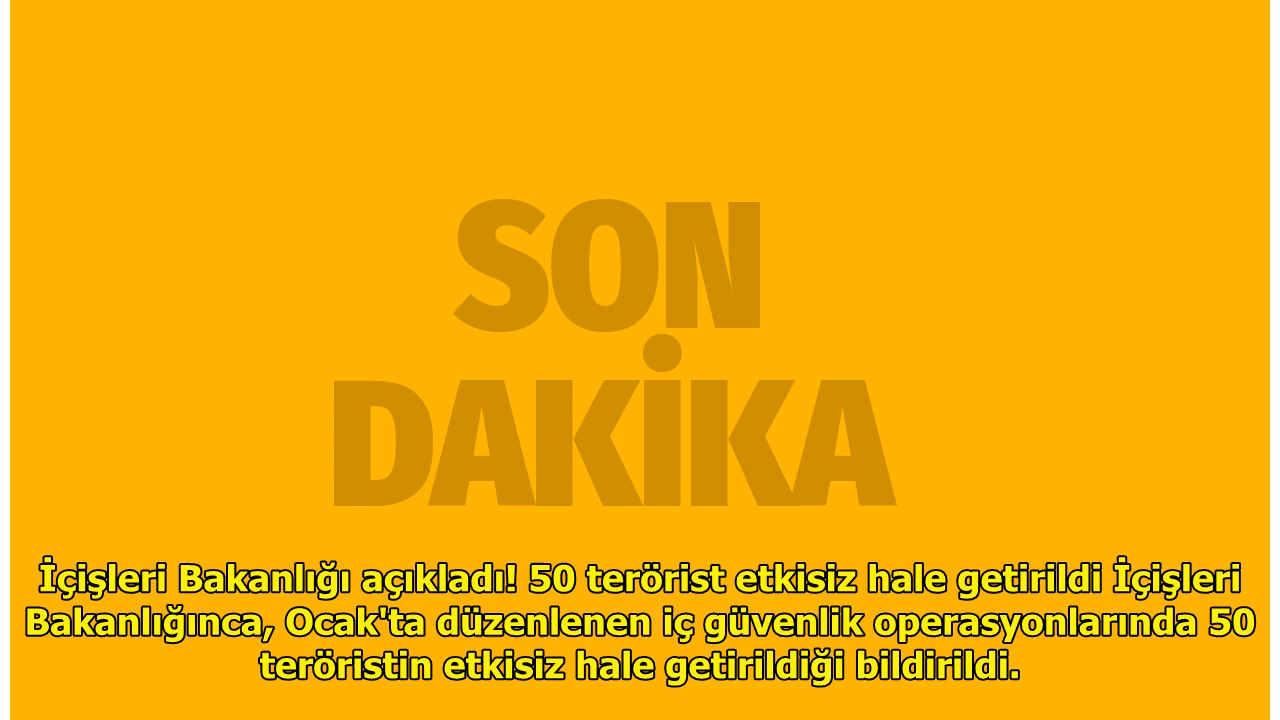 SON
DAKİKA
İçişleri Bakanlığı açıkladı! 50 terörist etkisiz hale getirildi İçişleri
Bakanlığınca, Ocak'ta düzenlenen iç güvenlik operasyonlarında 50
teröristin etkisiz hale getirildiği bildirildi.